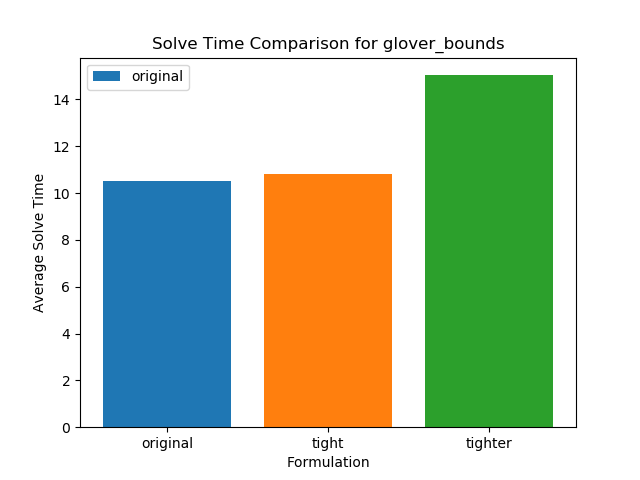 Solve Time Comparison for glover_bounds
original
14
12
10
8
6
4
2
0
Average Solve Time
original
tight
tighter
Formulation